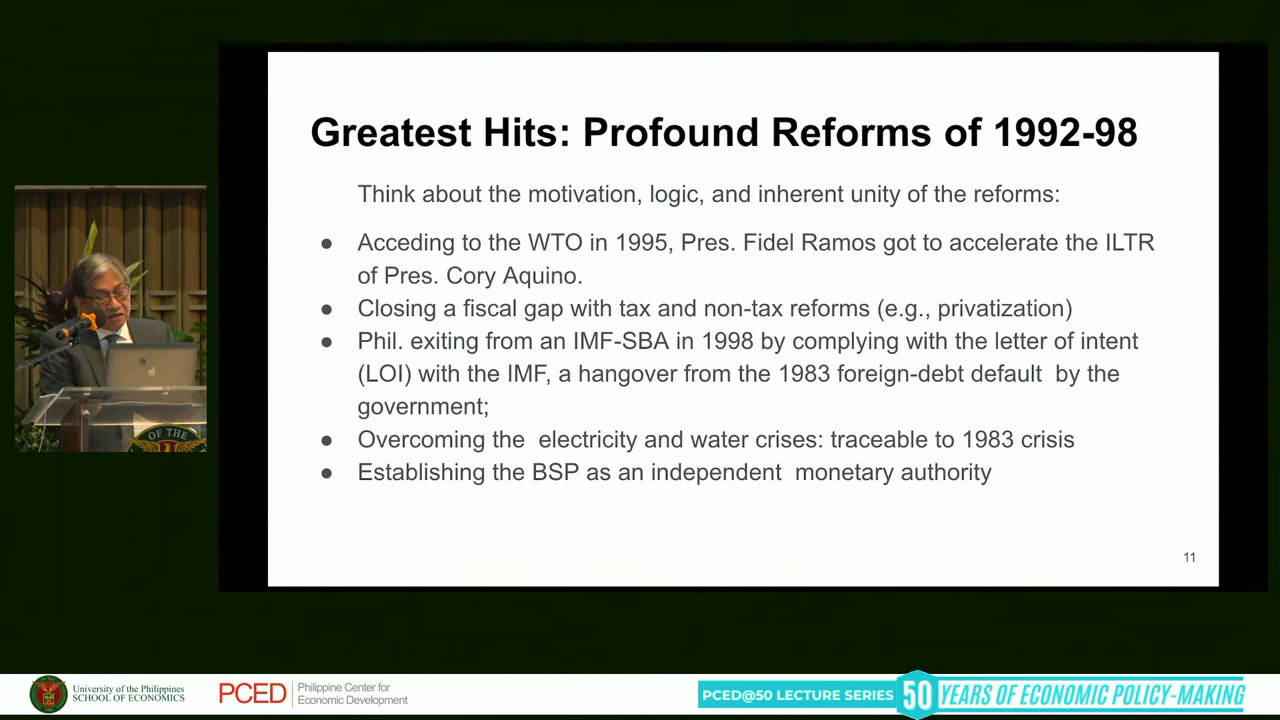 Greatest Hits: Profound Reforms of 1992-98
Think about the motivation, logic, and inherent unity of the reforms:
● Acceding to the WTO in 1995, Pres. Fidel Ramos got to accelerate the ILTR
of Pres. Cory Aquino.
● Closing a fiscal gap with tax and non-tax reforms (e.g., privatization)
● Phil. exiting from an IMF-SBA in 1998 by complying with the letter of intent
(LOI) with the IMF, a hangover from the 1983 foreign-debt default by the
government;
● Overcoming the electricity and water crises: traceable to 1983 crisis
● Establishing the BSP as an independent monetary authority
11
OF THE
University of the Philippines
SCHOOL OF ECONOMICS
PCED
Philippine Center for
Economic Development
PCED@50 LECTURE SERIES
50 YEARS OF ECONOMIC POLICY-MAKING